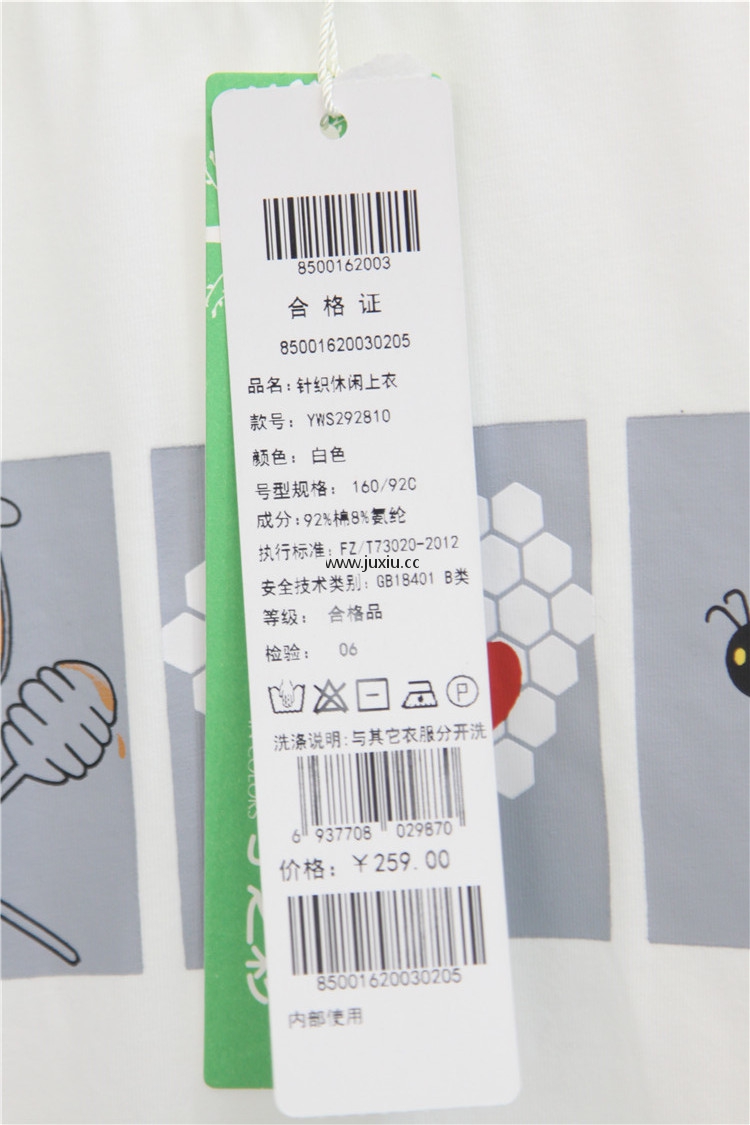 8500162003
合格证
85001620030205
品名:针织休闲上衣
款号: YWS292810
颜色: 白色
号型规格: 160/92C
成分:92%棉8%氨纶
执行标准: FZ/T73020-2012
www.juxiu.cc
安全技术类别: GB18401 B类
等级: 合格品
检验: 06
P
洗涤说明:与其它衣服分开洗
6 937708 029870
价格: ¥259.00
85001620030205
内部使用
COLORS